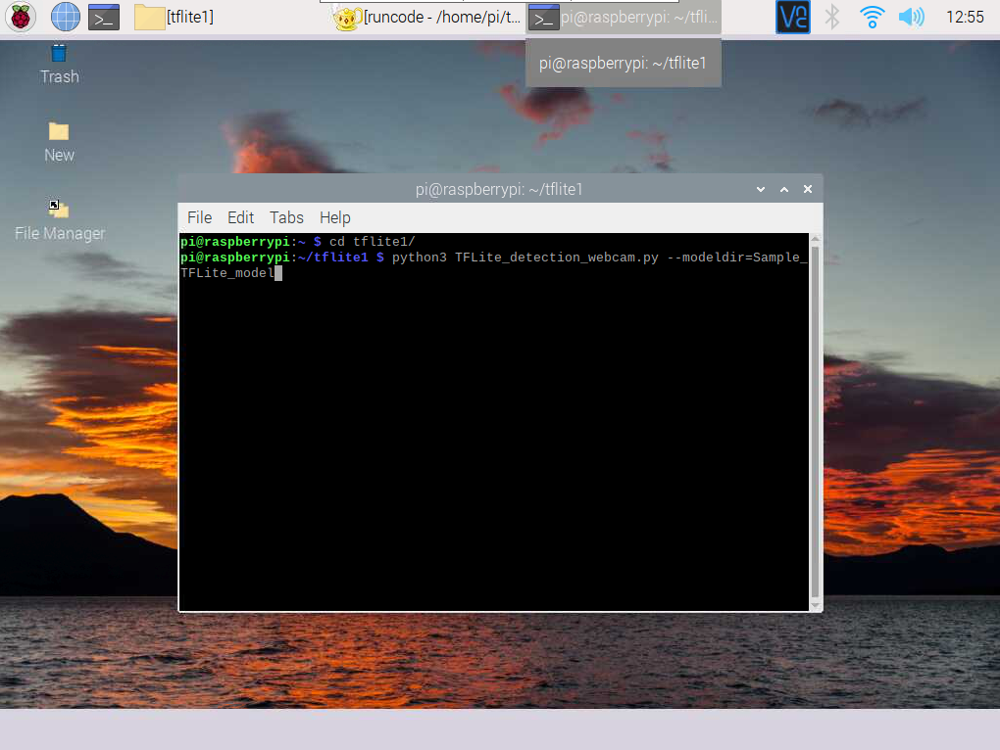 [tflite1]
[runcode - /home/pi/t...
pi@raspberrypi: ~/tfli...
12:55
pi@raspberrypi: ~/tflite1
Trash
New
File Manager
pi@raspberrypi: ~/tflite1
File Edit Tabs Help
pi@raspberrypi:~ $ cd tflite1/
pi@raspberrypi:~/tflite1 $ python3 TFLite_detection_webcam.py --modeldir=Sample_
TFLite_model